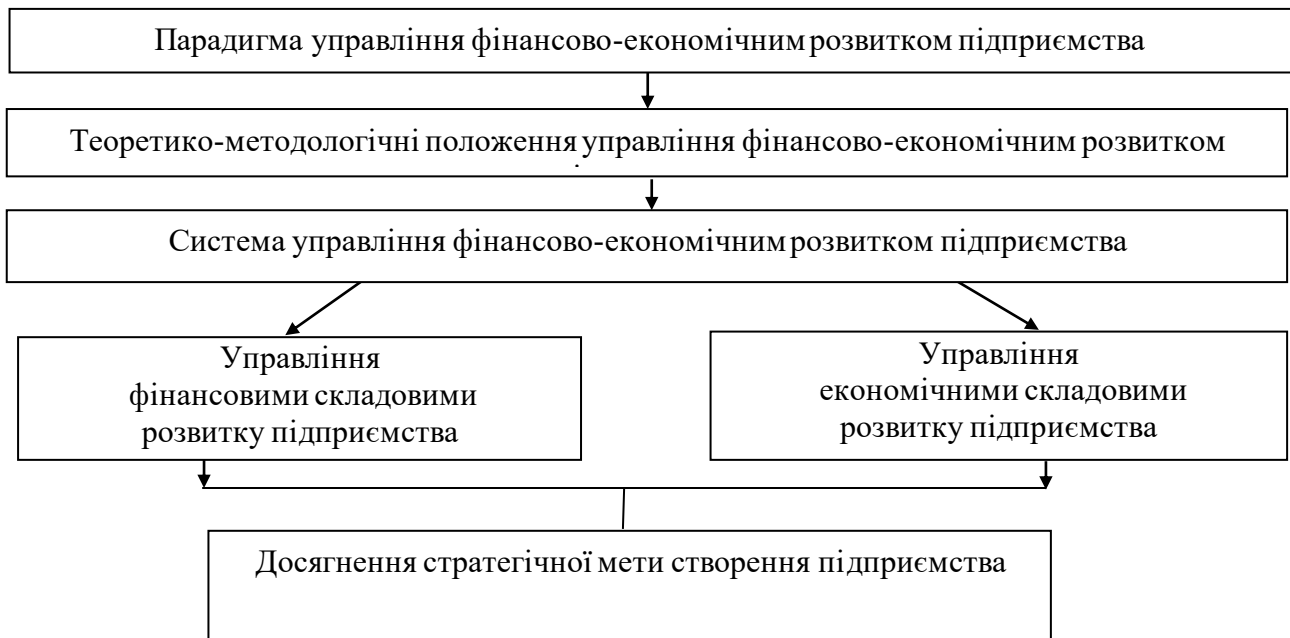 Парадигма управління фінансово-економічним розвитком підприємства
Теоретико-методологічні положення управління фінансово-економічним розвитком
Система управління фінансово-економічним розвитком підприємства
Управління
фінансовими складовими
розвитку підприємства
Управління
економічними складовими
розвитку підприємства
Досягнення стратегічної мети створення підприємства